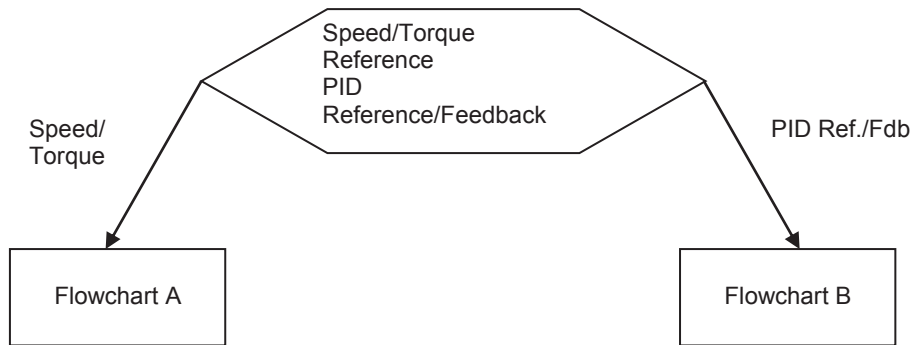 Speed/Torque
Reference
PID
Reference/Feedback
Speed/
Torque
PID Ref./Fdb
Flowchart A
Flowchart B